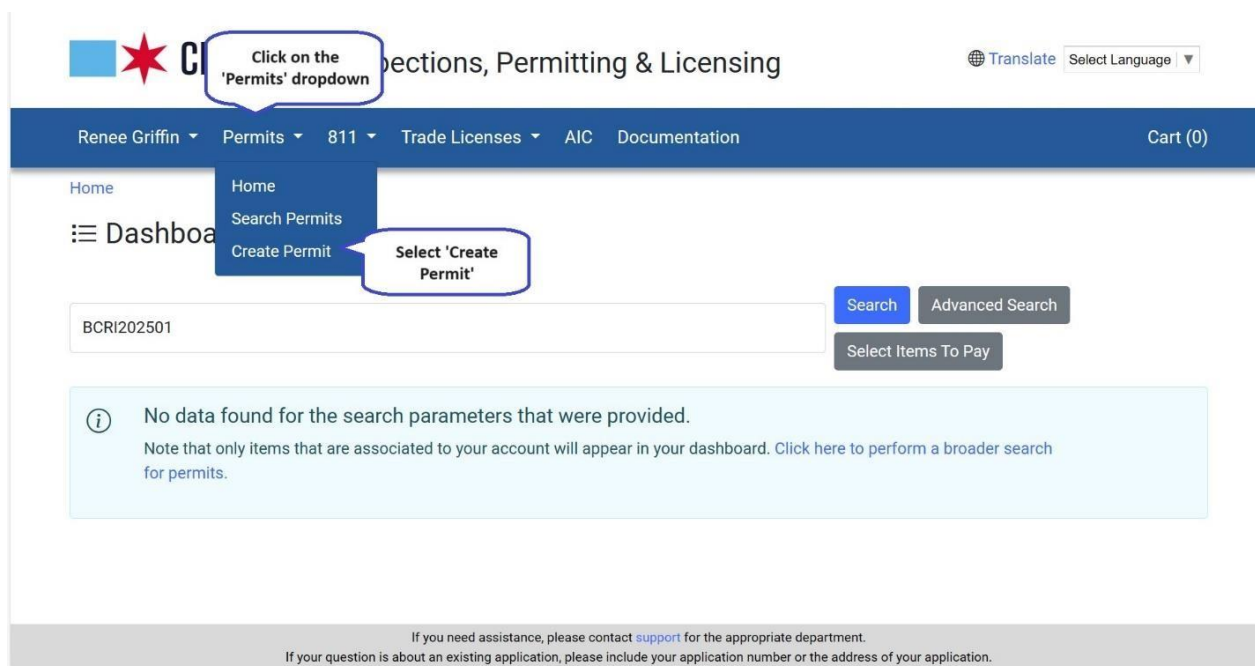 Click on the
'Permits' dropdown
Inspections, Permitting & Licensing
Translate Select Language ▼
Renee Griffin Permits 811 Trade Licenses AIC Documentation Cart (0)
Home
Home
Search Permits
Create Permit
Dashboa
Select 'Create
Permit'
BCRI202501
Search Advanced Search
Select Items To Pay
No data found for the search parameters that were provided.
Note that only items that are associated to your account will appear in your dashboard. Click here to perform a broader search
for permits.
If you need assistance, please contact support for the appropriate department.
If your question is about an existing application, please include your application number or the address of your application.